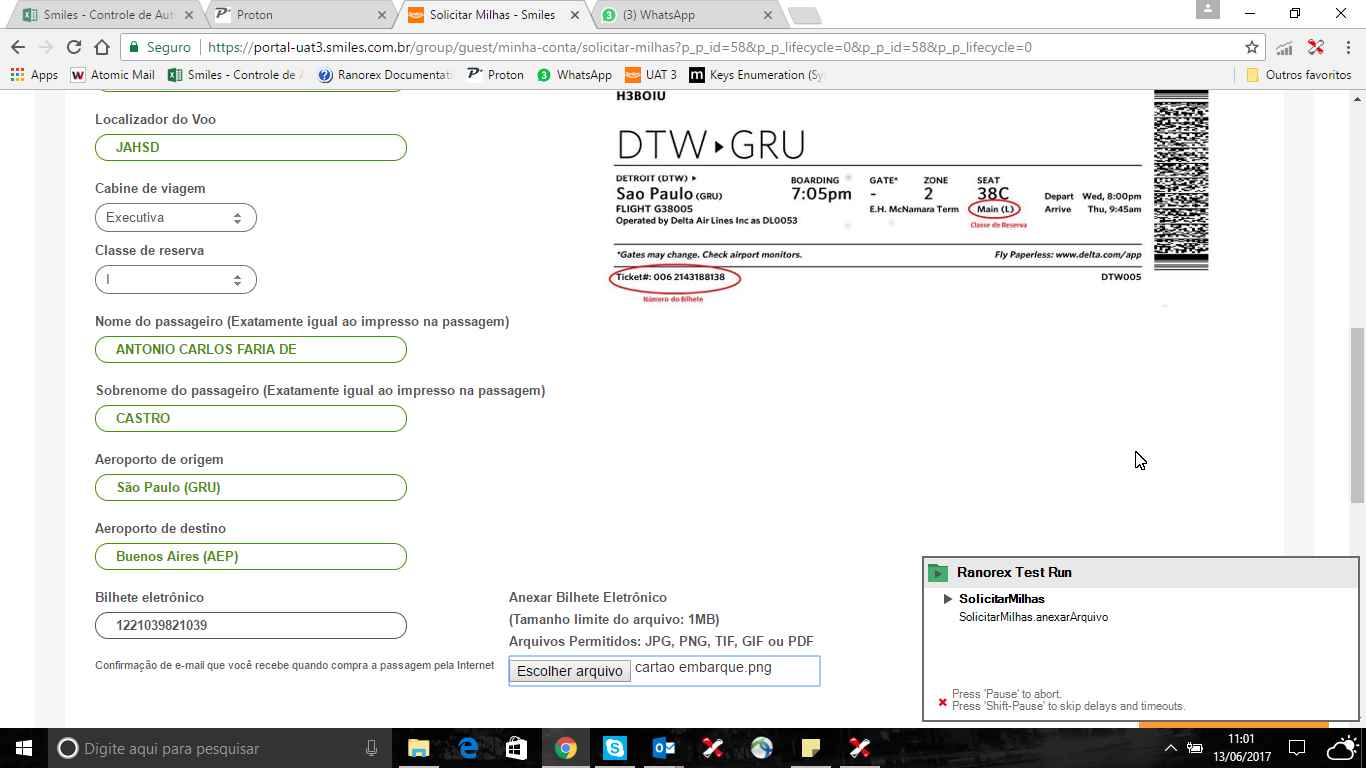 Smiles - Controle de Aut
Proton
Solicitar Milhas - Smiles
(3) WhatsApp
Seguro
https://portal-uat3.smiles.com.br/group/guest/minha-conta/solicitar-milhas?p_p_id=58&p_p_lifecycle=0&p_p_id=58&p_p_lifecycle=0
Apps
Atomic Mail
Smiles - Controle de A
Ranorex Documentati
Proton
WhatsApp
UAT 3
Keys Enumeration (Sy
Outros favoritos
H3BOIU
Localizador do Voo
JAHSD
DTW GRU
DETROIT (DTW)
Sao Paulo (GRU)
FLIGHT G38005
Operated by Delta Air Lines Inc as DL0053
BOARDING
7:05pm
GATE*
-
E.H. McNamara Term
ZONE
2
SEAT
38C
Main (L)
Classe de Reserva
Depart Wed, 8:00pm
Arrive Thu, 9:45am
*Gates may change. Check airport monitors.
Fly Paperless: www.delta.com/app
Ticket#: 006 2143188138
DTW005
Número do Bilhete
Cabine de viagem
Executiva
Classe de reserva
I
Nome do passageiro (Exatamente igual ao impresso na passagem)
ANTONIO CARLOS FARIA DE
Sobrenome do passageiro (Exatamente igual ao impresso na passagem)
CASTRO
Aeroporto de origem
São Paulo (GRU)
Aeroporto de destino
Buenos Aires (AEP)
Bilhete eletrônico
1221039821039
Confirmação de e-mail que você recebe quando compra a passagem pela Internet
Anexar Bilhete Eletrônico
(Tamanho limite do arquivo: 1MB)
Arquivos Permitidos: JPG, PNG, TIF, GIF ou PDF
Escolher arquivo
cartao embarque.png
Ranorex Test Run
SolicitarMilhas
SolicitarMilhas.anexarArquivo
Press 'Pause' to abort.
Press 'Shift-Pause' to skip delays and timeouts.
Digite aqui para pesquisar
11:01
13/06/2017